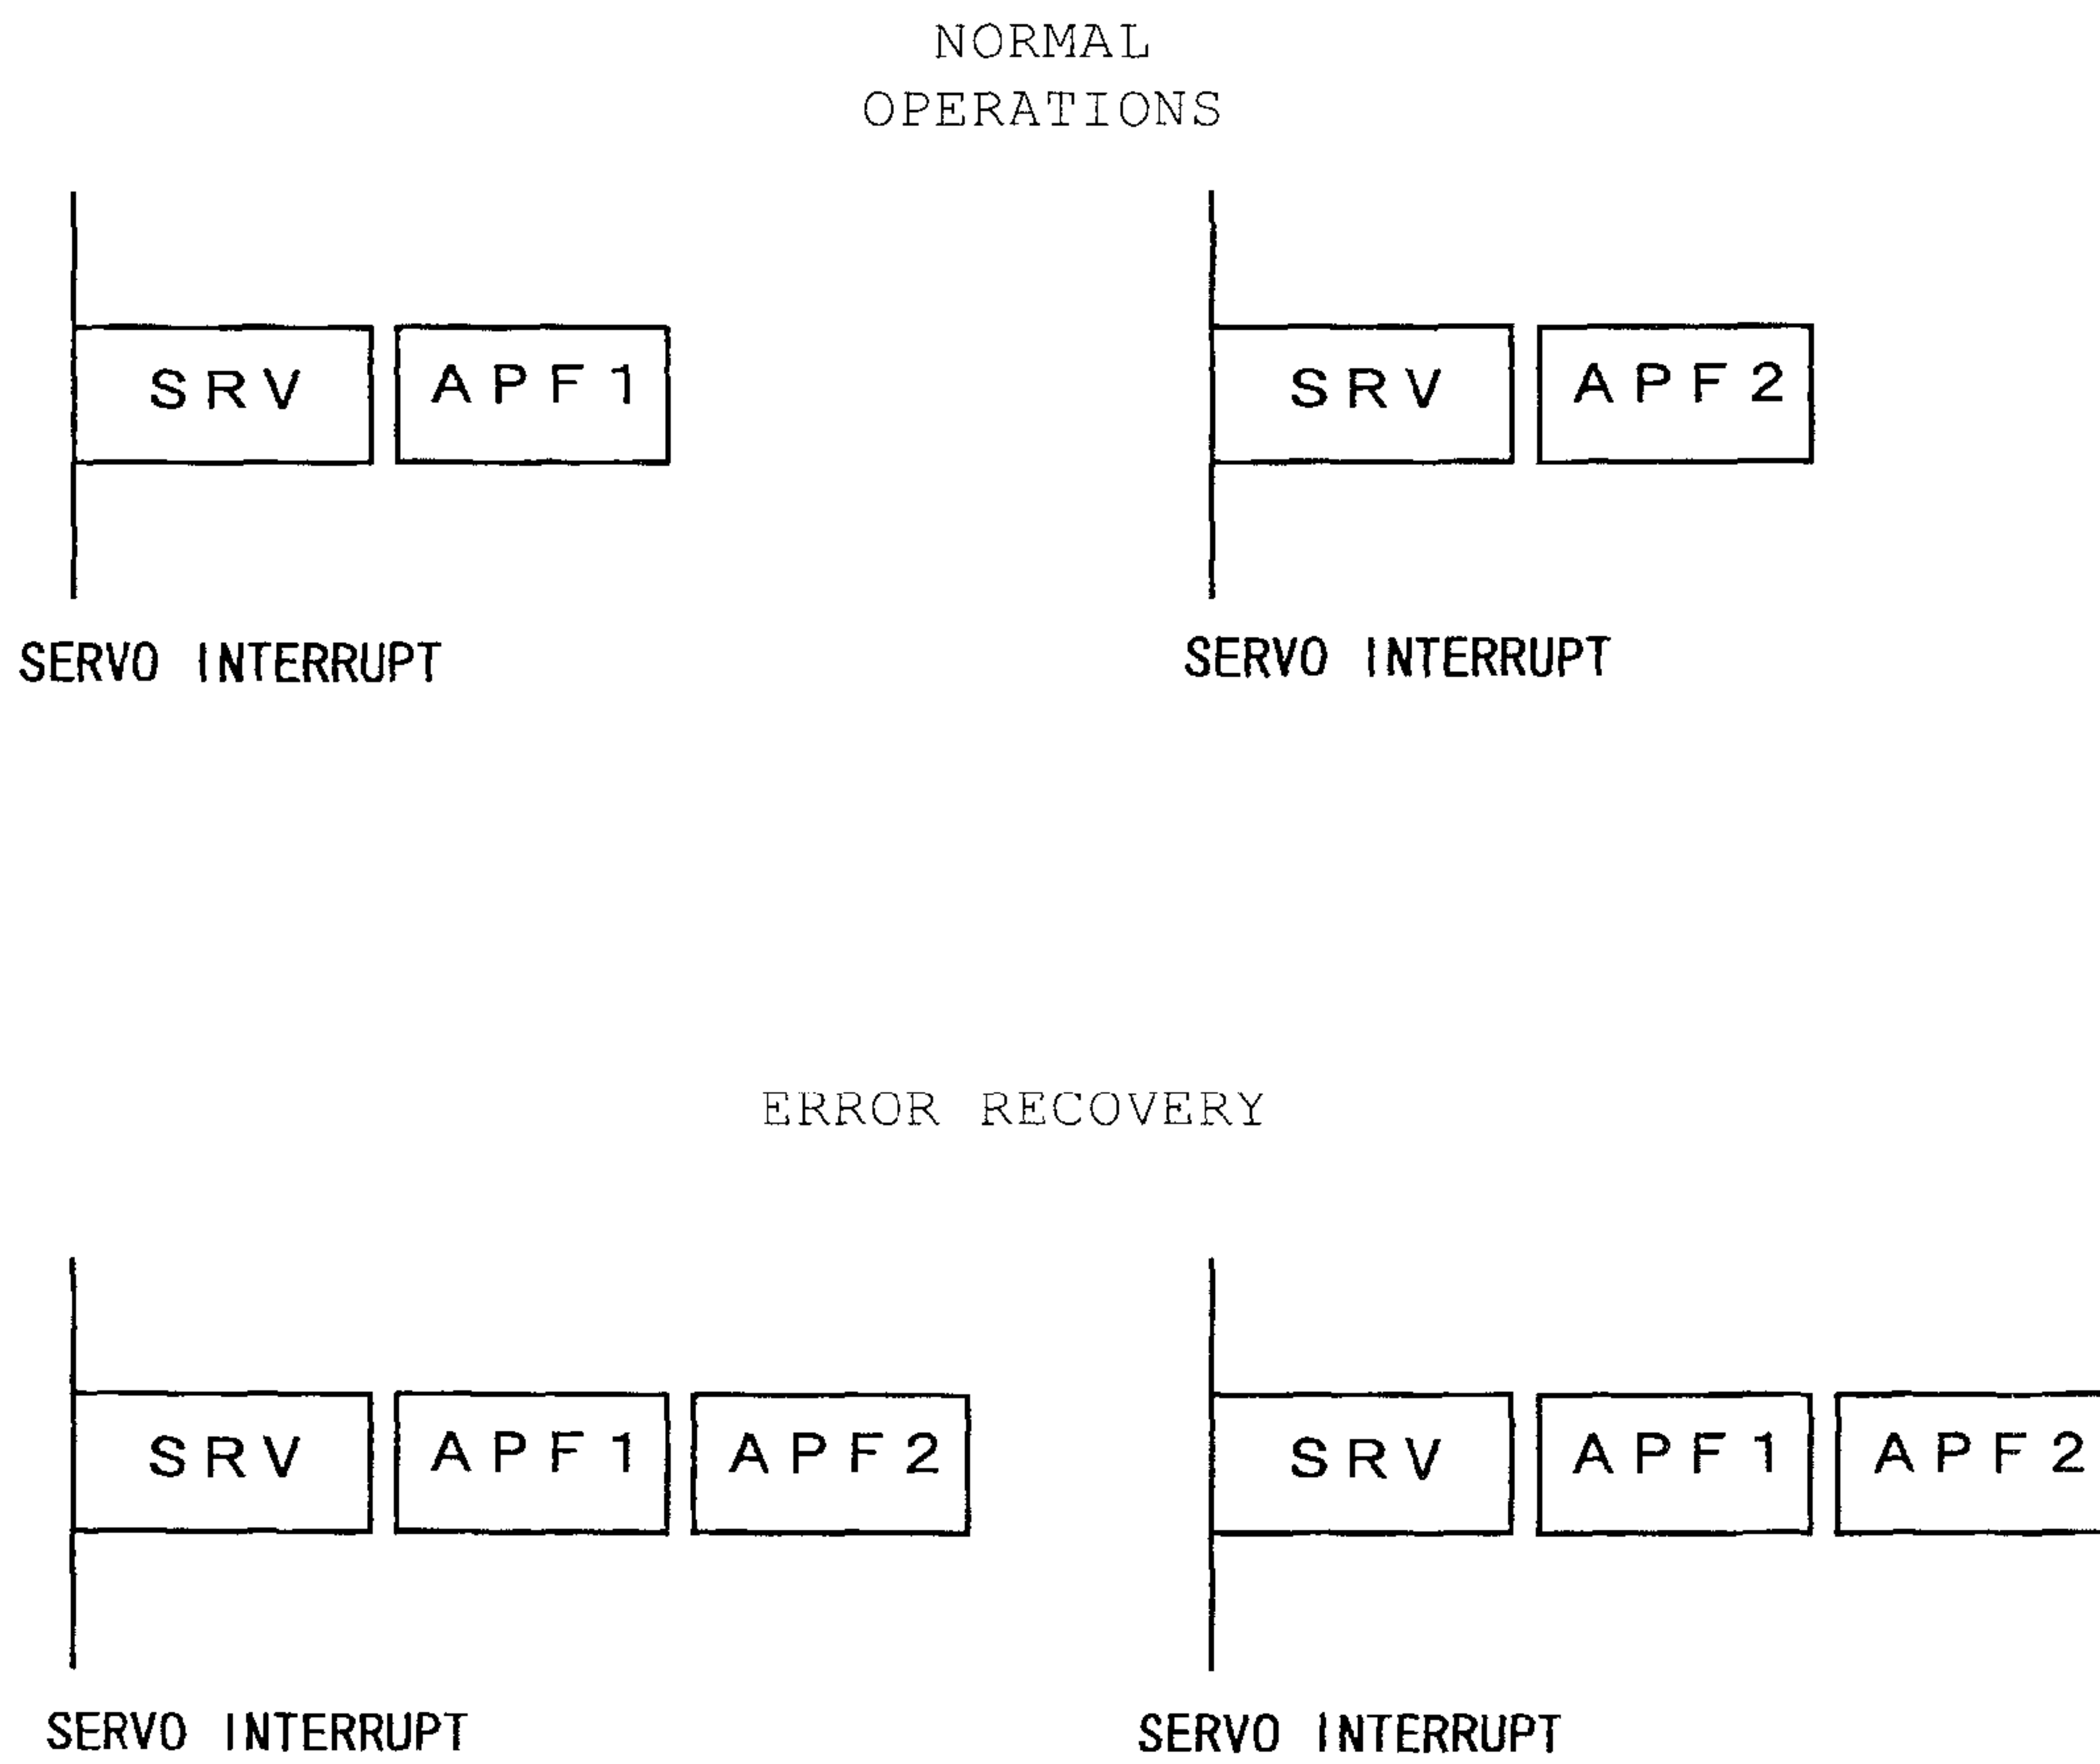 NORMAL
OPERATIONS
SRV APF1 SRV APF2
SERVO INTERRUPT SERVO INTERRUPT
ERROR RECOVERY
SRV APF1 APF2 SRV APF1 APF2
SERVO INTERRUPT SERVO INTERRUPT